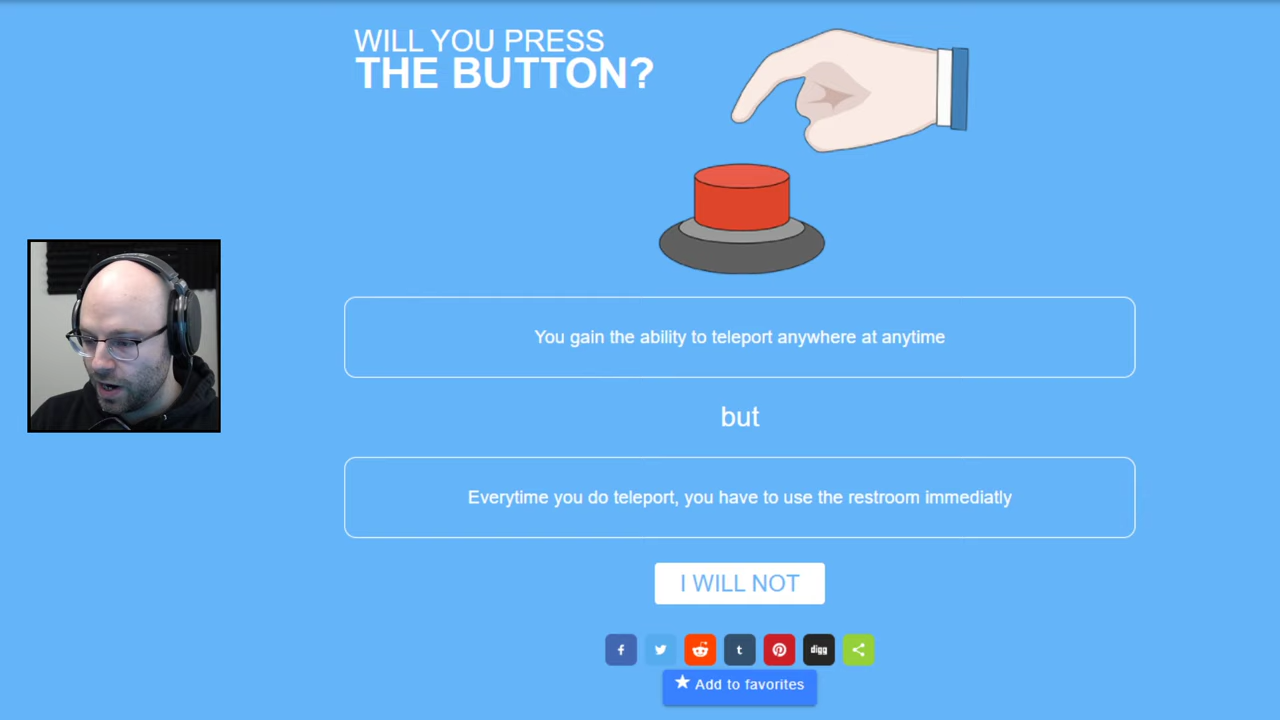 WILL YOU PRESS
THE BUTTON?
You gain the ability to teleport anywhere at anytime
but
Everytime you do teleport, you have to use the restroom immediatly
I WILL NOT
f
t
digg
Add to favorites